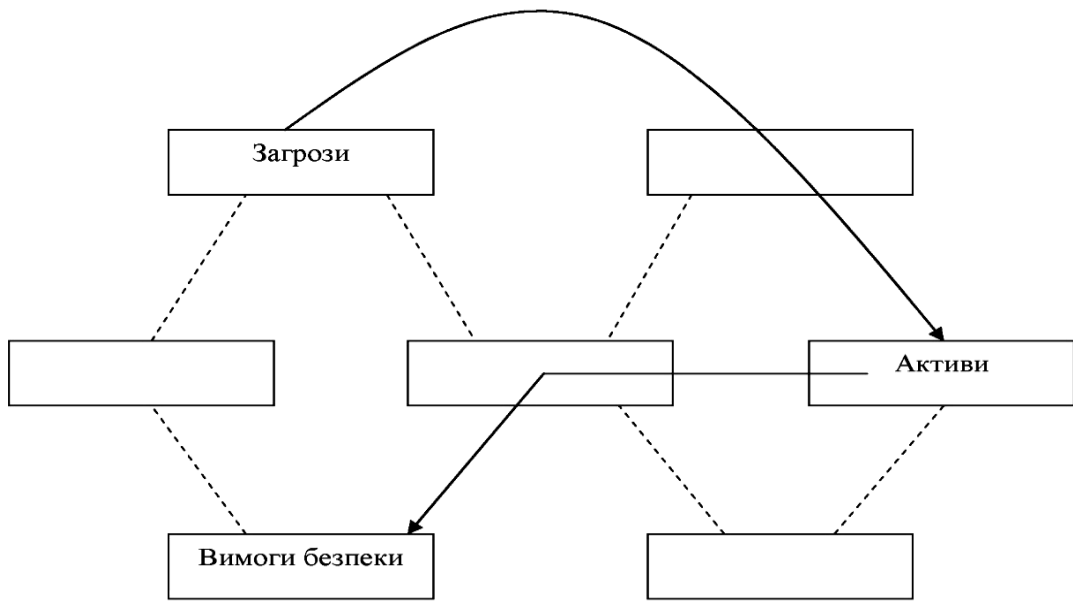 Загрози
Активи
Вимоги безпеки